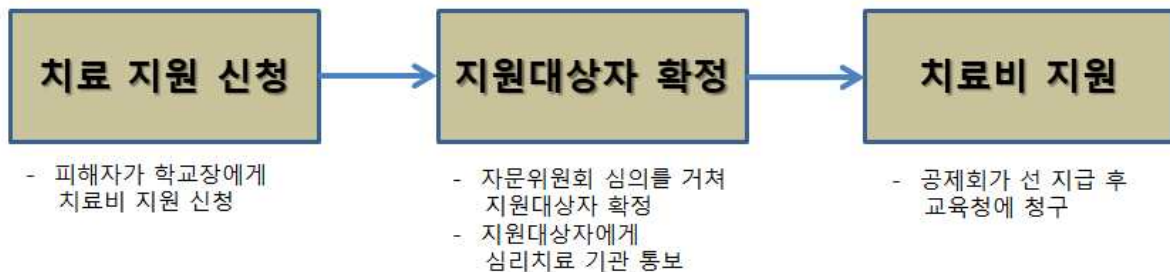 치료 지원 신청
지원대상자 확정
치료비 지원
- 피해자가 학교장에게
치료비 지원 신청
- 자문위원회 심의를 거쳐
지원대상자 확정
- 지원대상자에게
심리치료 기관 통보
- 공제회가 선 지급 후
교육청에 청구